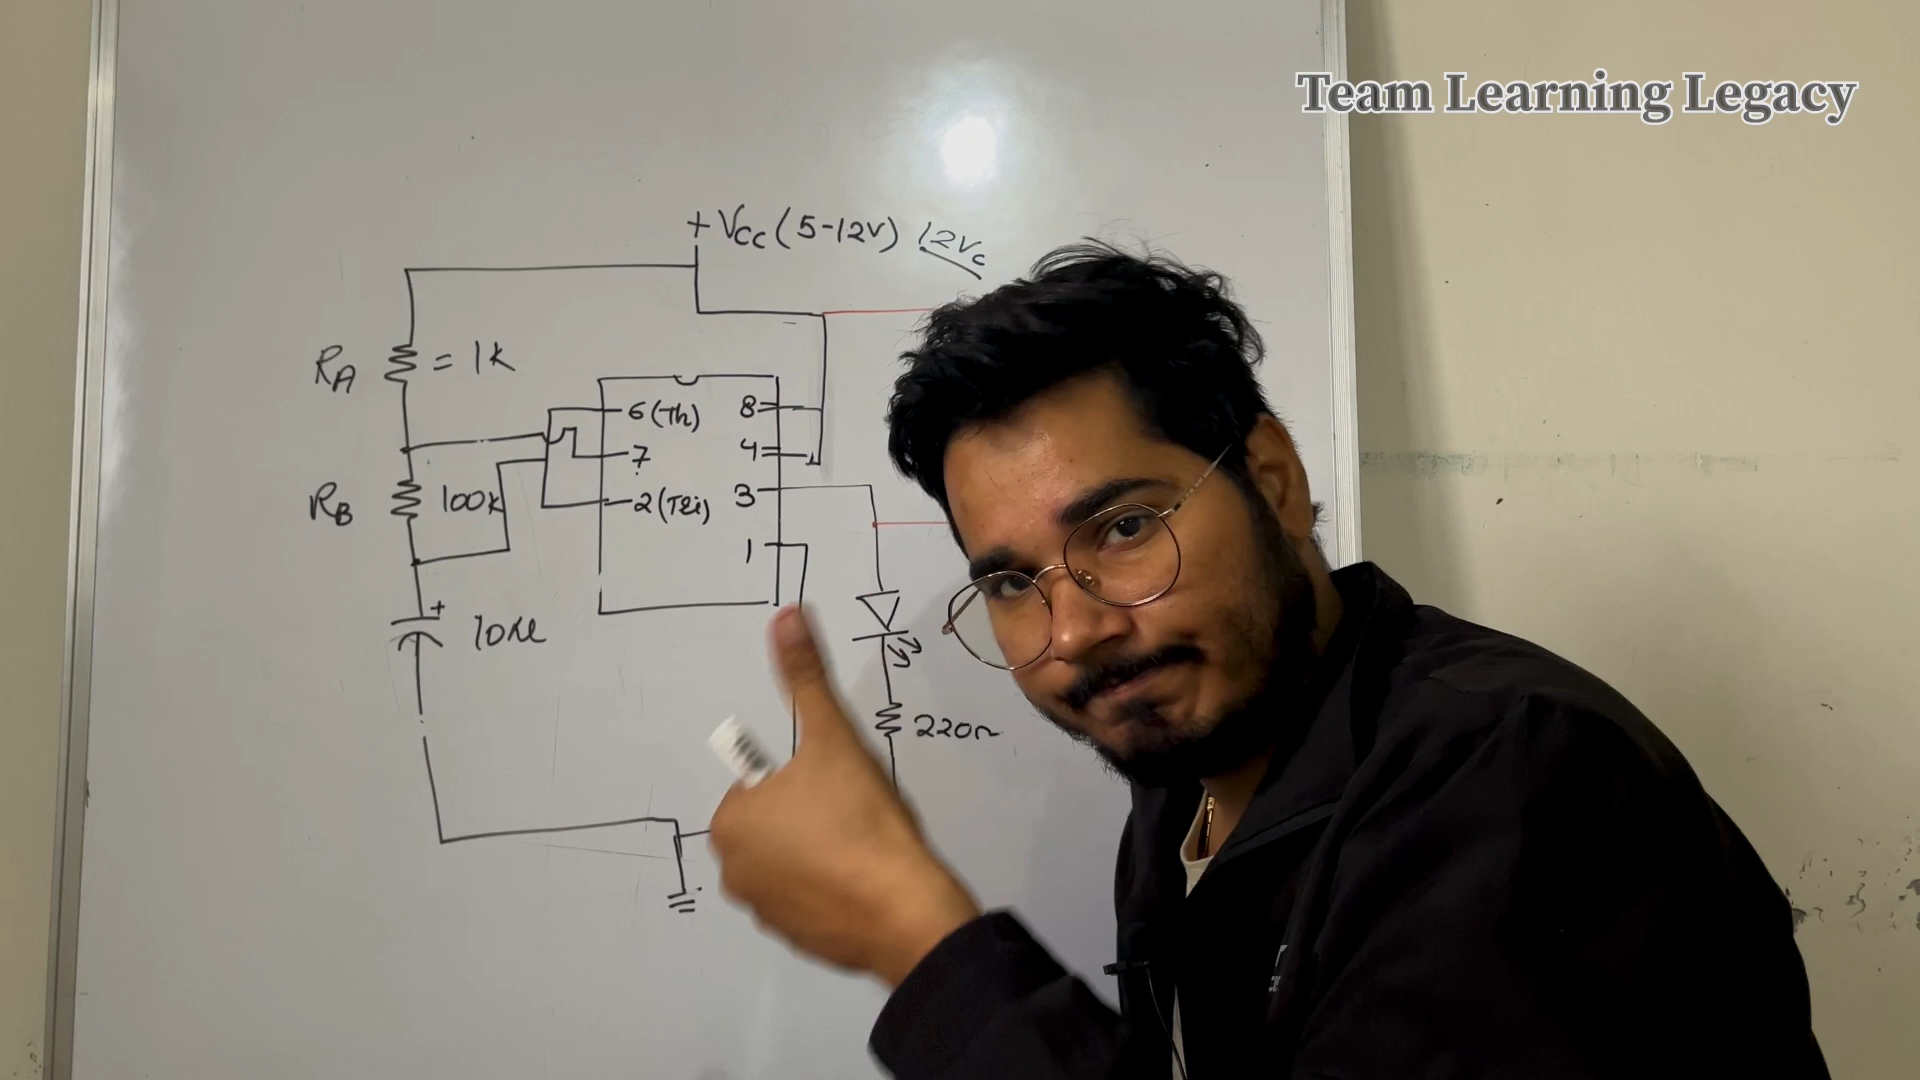 Team Learning Legacy
+Vcc (5-12V) 12Vc
RA = 1K
6 (Th) 8
7 4
RB 100K 2 (Tri) 3
1
+
10µ
220Ω